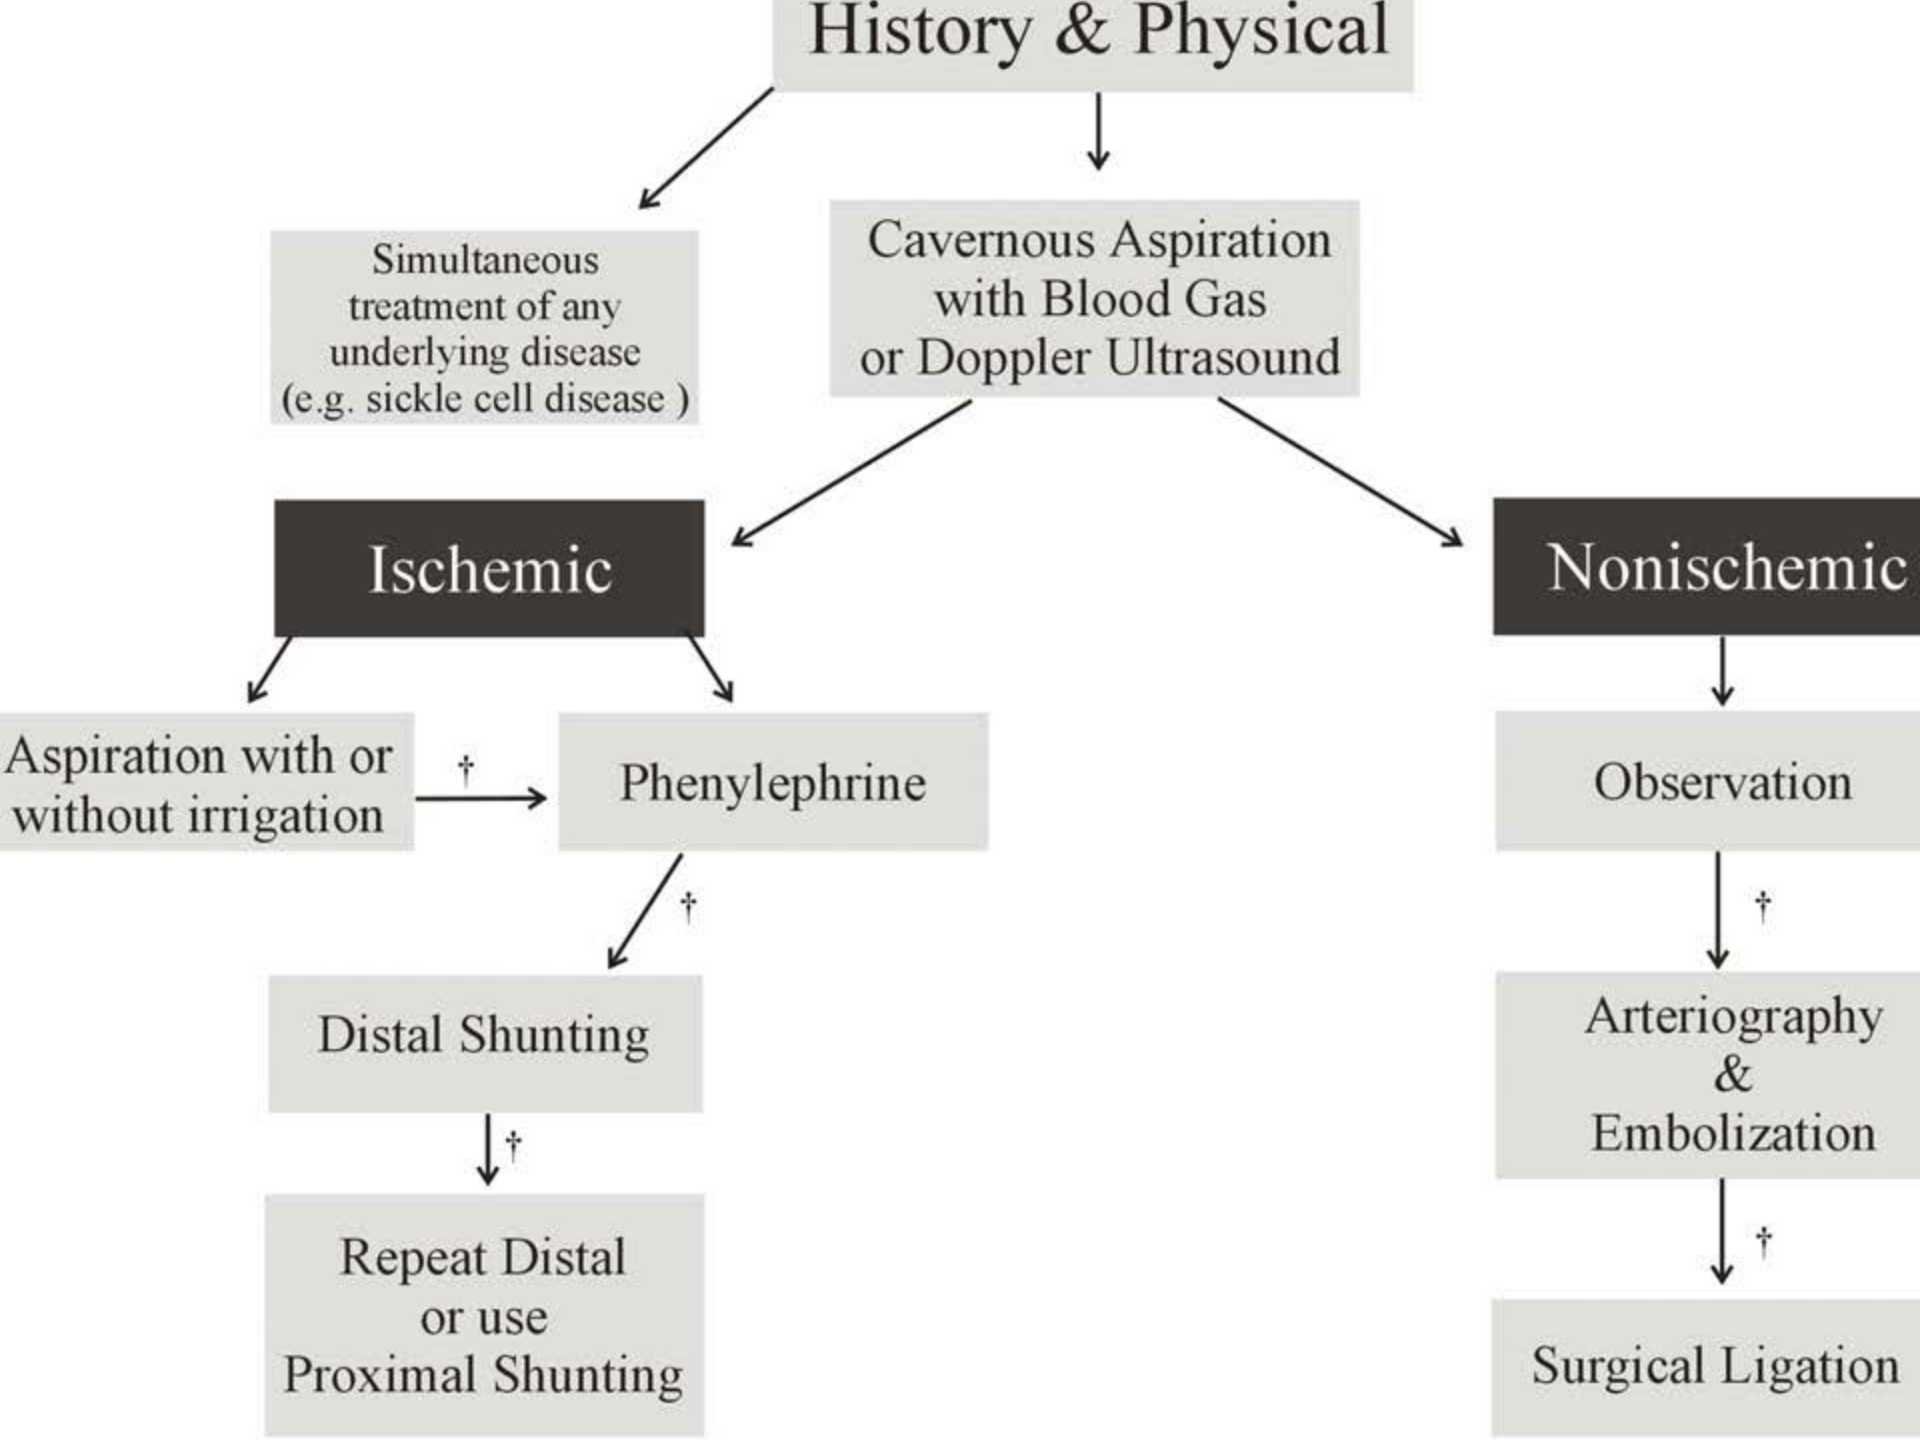 History & Physical
Simultaneous
treatment of any
underlying disease
(e.g. sickle cell disease )
Cavernous Aspiration
with Blood Gas
or Doppler Ultrasound
Ischemic
Nonischemic
Aspiration with or
without irrigation
†
Phenylephrine
Observation
†
†
Distal Shunting
Arteriography
&
Embolization
†
†
Repeat Distal
or use
Proximal Shunting
Surgical Ligation